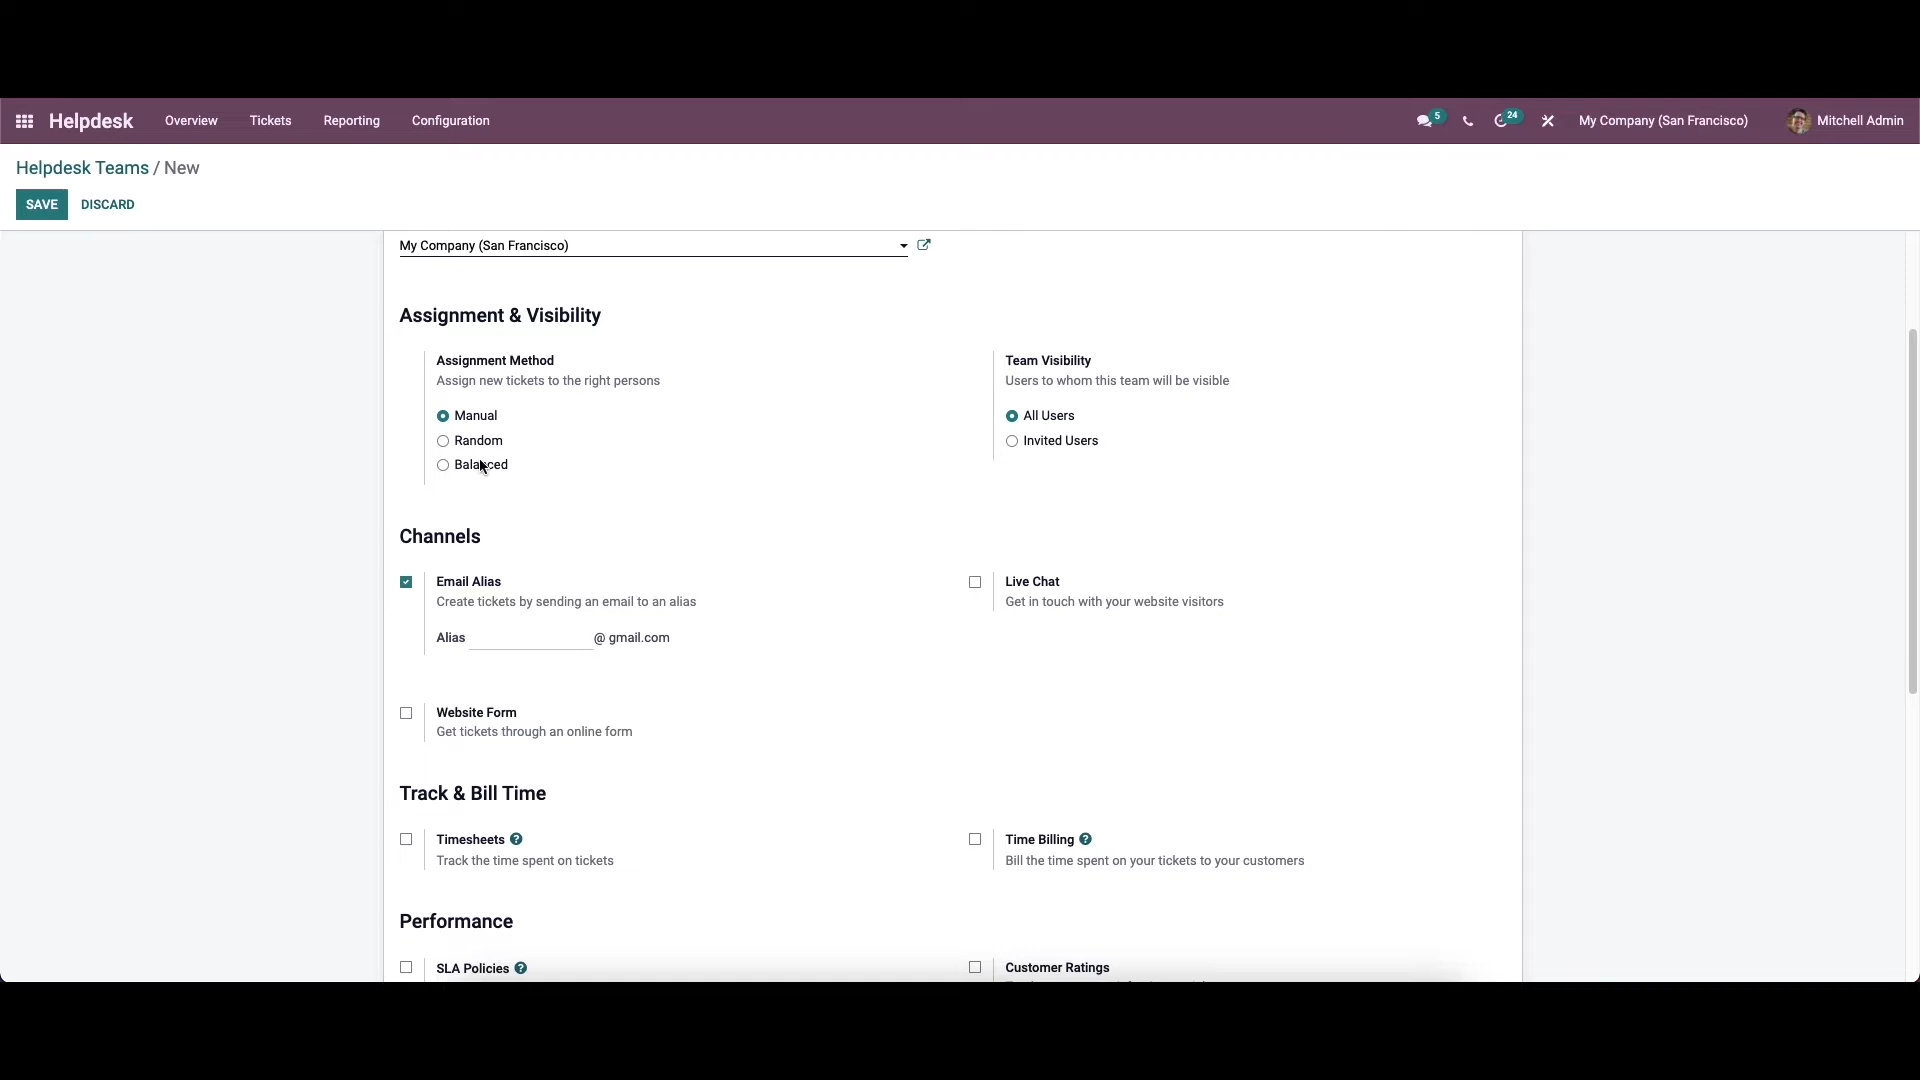 Helpdesk Overview Tickets Reporting Configuration 5 24 My Company (San Francisco) Mitchell Admin
Helpdesk Teams / New
SAVE DISCARD
My Company (San Francisco)
Assignment & Visibility
Assignment Method
Assign new tickets to the right persons
Manual
Random
Balanced
Team Visibility
Users to whom this team will be visible
All Users
Invited Users
Channels
Email Alias
Create tickets by sending an email to an alias
Alias @ gmail.com
Live Chat
Get in touch with your website visitors
Website Form
Get tickets through an online form
Track & Bill Time
Timesheets ?
Track the time spent on tickets
Time Billing ?
Bill the time spent on your tickets to your customers
Performance
SLA Policies ?
Customer Ratings